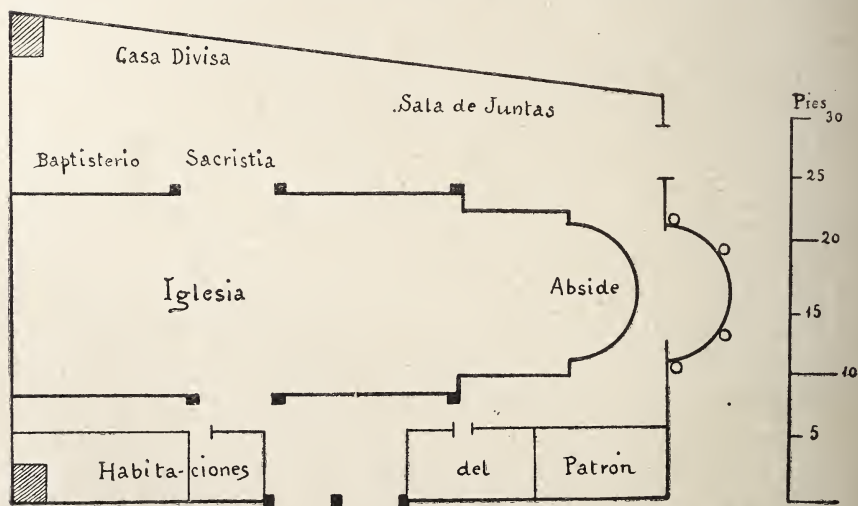 Casa Divisa
.Sala de Juntas
Pies
30
Baptisterio Sacristia
25
20
Iglesia
Abside
15
10
5
Habita-ciones del Patrón